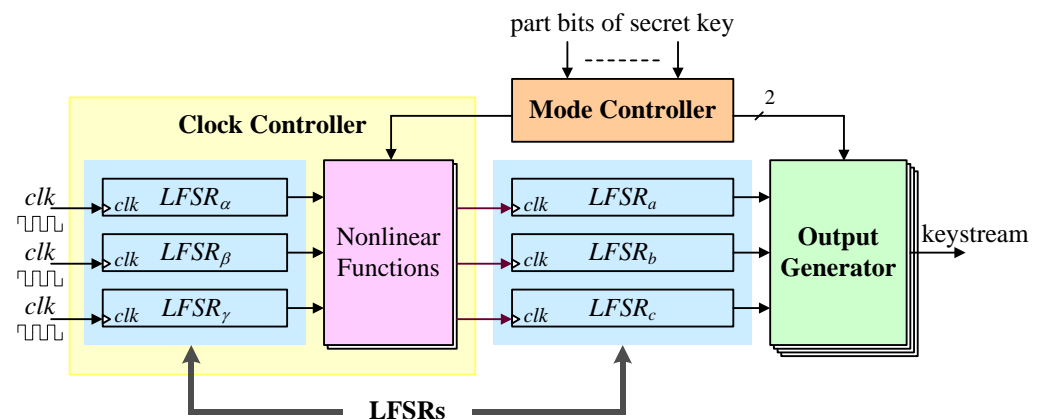 part bits of secret key
Mode Controller
2
Clock Controller
clk
clk LFSRα
clk
clk LFSRβ
clk
clk LFSRγ
Nonlinear
Functions
clk LFSRa
clk LFSRb
clk LFSRc
Output
Generator
keystream
LFSRs